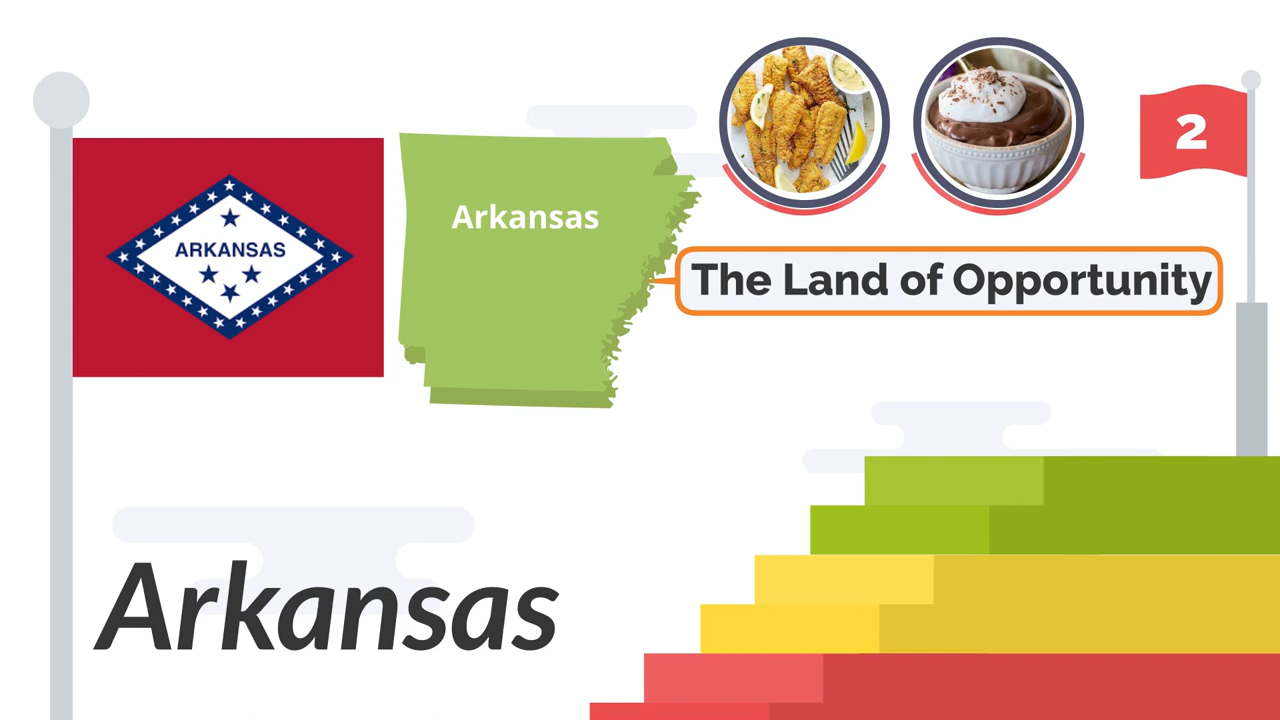 2
ARKANSAS
Arkansas
The Land of Opportunity
Arkansas